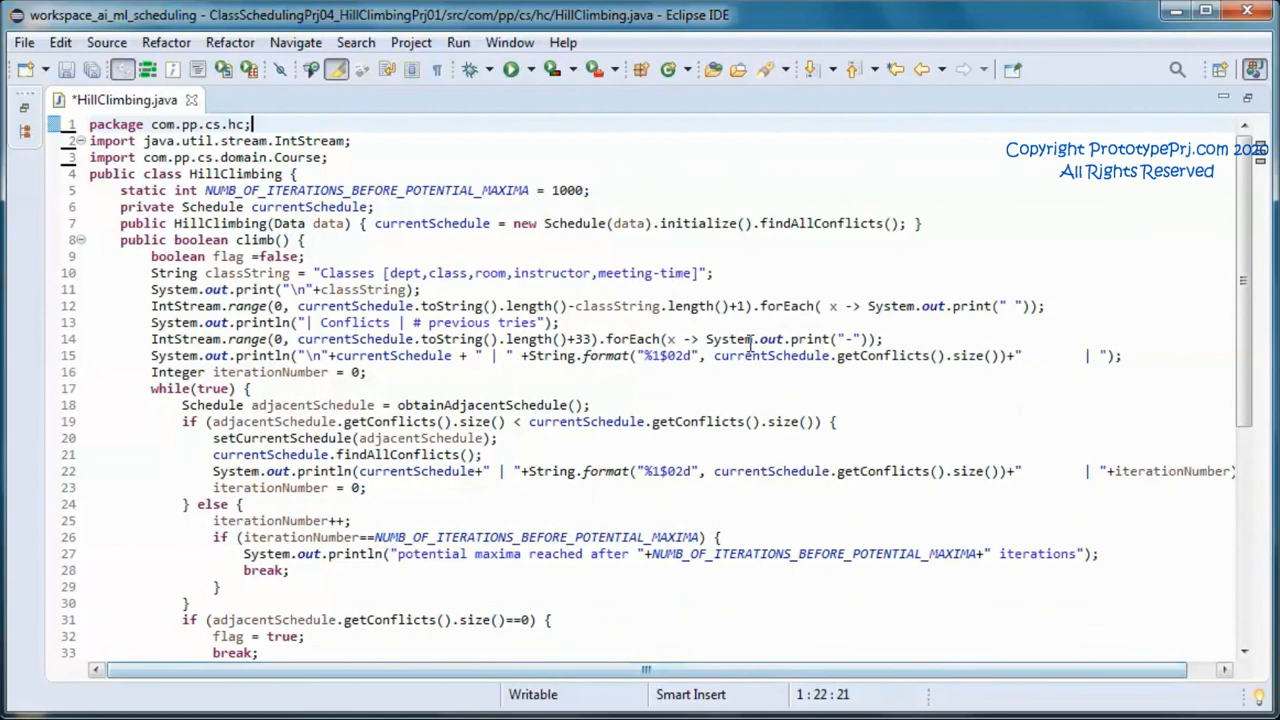 workspace_ai_ml_scheduling - ClassSchedulingPrj04_HillClimbingPrj01/src/com/pp/cs/hc/HillClimbing.java - Eclipse IDE
File Edit Source Refactor Refactor Navigate Search Project Run Window Help
*HillClimbing.java
Copyright PrototypePrj.com 2020
All Rights Reserved
1 package com.pp.cs.hc;
2 import java.util.stream.IntStream;
3 import com.pp.cs.domain.Course;
4 public class HillClimbing {
5 static int NUMB_OF_ITERATIONS_BEFORE_POTENTIAL_MAXIMA = 1000;
6 private Schedule currentSchedule;
7 public HillClimbing(Data data) { currentSchedule = new Schedule(data).initialize().findAllConflicts(); }
8 public boolean climb() {
9 boolean flag =false;
10 String classString = "Classes [dept,class,room,instructor,meeting-time]";
11 System.out.print("\n"+classString);
12 IntStream.range(0, currentSchedule.toString().length()-classString.length()+1).forEach( x -> System.out.print(" "));
13 System.out.println("| Conflicts | # previous tries");
14 IntStream.range(0, currentSchedule.toString().length()+33).forEach(x -> System.out.print("-"));
15 System.out.println("\n"+currentSchedule + " | " +String.format("%1$02d", currentSchedule.getConflicts().size())+"        | ");
16 Integer iterationNumber = 0;
17 while(true) {
18 Schedule adjacentSchedule = obtainAdjacentSchedule();
19 if (adjacentSchedule.getConflicts().size() < currentSchedule.getConflicts().size()) {
20 setCurrentSchedule(adjacentSchedule);
21 currentSchedule.findAllConflicts();
22 System.out.println(currentSchedule+" | "+String.format("%1$02d", currentSchedule.getConflicts().size())+"        | "+iterationNumber)
23 iterationNumber = 0;
24 } else {
25 iterationNumber++;
26 if (iterationNumber==NUMB_OF_ITERATIONS_BEFORE_POTENTIAL_MAXIMA) {
27 System.out.println("potential maxima reached after "+NUMB_OF_ITERATIONS_BEFORE_POTENTIAL_MAXIMA+" iterations");
28 break;
29 }
30 }
31 if (adjacentSchedule.getConflicts().size()==0) {
32 flag = true;
33 break;
Writable Smart Insert 1 : 22 : 21